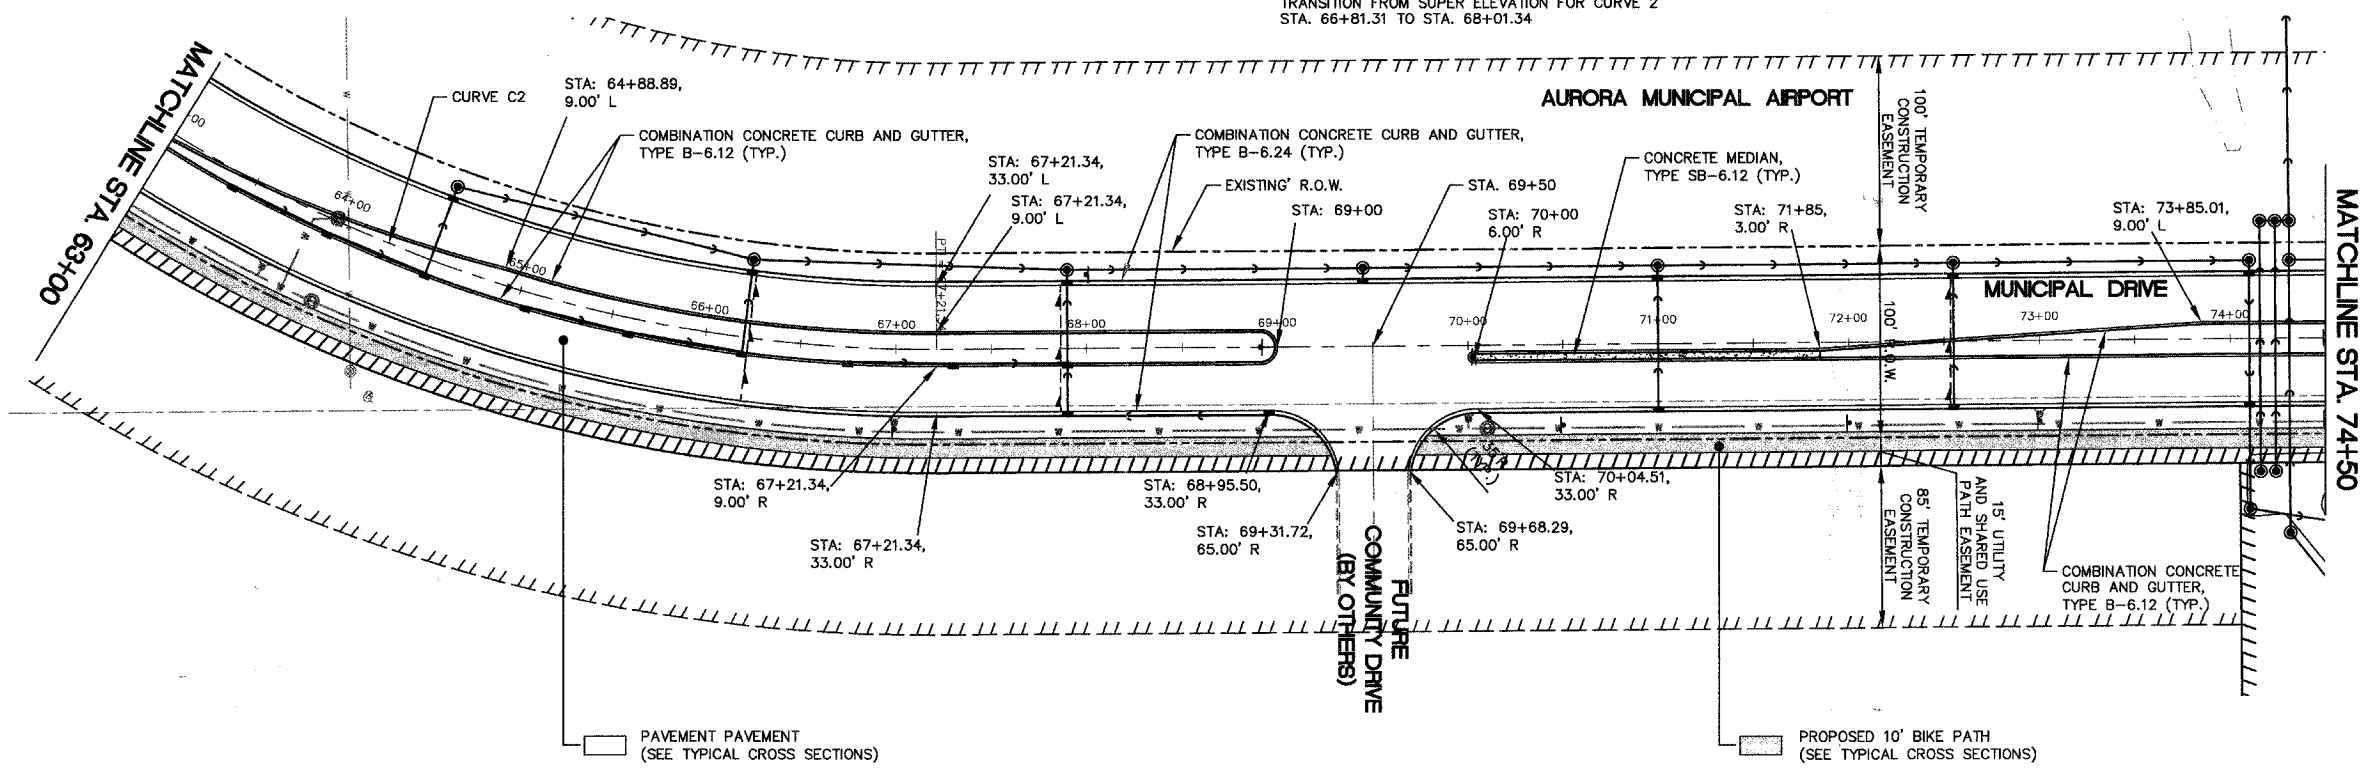 TRANSITION FROM SUPER ELEVATION FOR CURVE 2
STA. 66+81.31 TO STA. 68+01.34
MATCHLINE STA. 63+00
CURVE C2
STA: 64+88.89,
9.00' L
COMBINATION CONCRETE CURB AND GUTTER,
TYPE B-6.12 (TYP.)
STA: 67+21.34,
33.00' L
STA: 67+21.34,
9.00' L
COMBINATION CONCRETE CURB AND GUTTER,
TYPE B-6.24 (TYP.)
EXISTING' R.O.W.
STA: 69+00
STA. 69+50
AURORA MUNICIPAL AIRPORT
CONCRETE MEDIAN,
TYPE SB-6.12 (TYP.)
STA: 70+00
6.00' R
STA: 71+85,
3.00' R
100' TEMPORARY
CONSTRUCTION
EASEMENT
STA: 73+85.01,
9.00' L
MUNICIPAL DRIVE
MATCHLINE STA. 74+50
64+00
65+00
66+00
67+00
68+00
69+00
70+00
71+00
72+00
73+00
74+00
100' R.O.W.
STA: 67+21.34,
9.00' R
STA: 67+21.34,
33.00' R
STA: 68+95.50,
33.00' R
STA: 69+31.72,
65.00' R
STA: 70+04.51,
33.00' R
STA: 69+68.29,
65.00' R
(TYP.)
FUTURE
COMMUNITY DRIVE
(BY OTHERS)
15' UTILITY
AND SHARED USE
PATH EASEMENT
85' TEMPORARY
CONSTRUCTION
EASEMENT
COMBINATION CONCRETE
CURB AND GUTTER,
TYPE B-6.12 (TYP.)
PAVEMENT PAVEMENT
(SEE TYPICAL CROSS SECTIONS)
PROPOSED 10' BIKE PATH
(SEE TYPICAL CROSS SECTIONS)